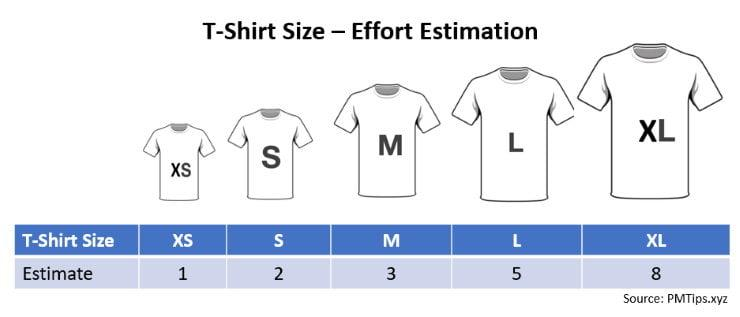 T-Shirt Size – Effort Estimation
XS S M L XL
T-Shirt Size XS S M L XL
Estimate 1 2 3 5 8
Source: PMTips.xyz